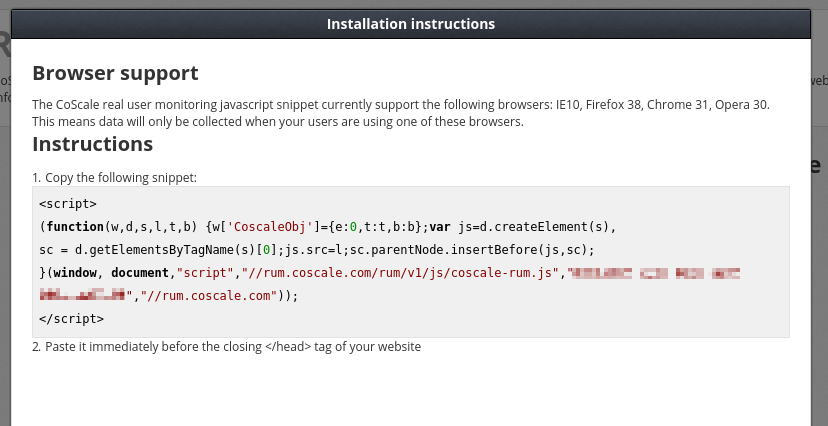 Installation instructions
Browser support
The CoScale real user monitoring javascript snippet currently support the following browsers: IE10, Firefox 38, Chrome 31, Opera 30.
This means data will only be collected when your users are using one of these browsers.
Instructions
1. Copy the following snippet:
<script>
(function(w,d,s,l,t,b) {w['CoscaleObj']={e:0,t:t,b:b};var js=d.createElement(s),
sc = d.getElementsByTagName(s)[0];js.src=l;sc.parentNode.insertBefore(js,sc);
}(window, document,"script","//rum.coscale.com/rum/v1/js/coscale-rum.js","
","//rum.coscale.com"));
</script>
2. Paste it immediately before the closing </head> tag of your website